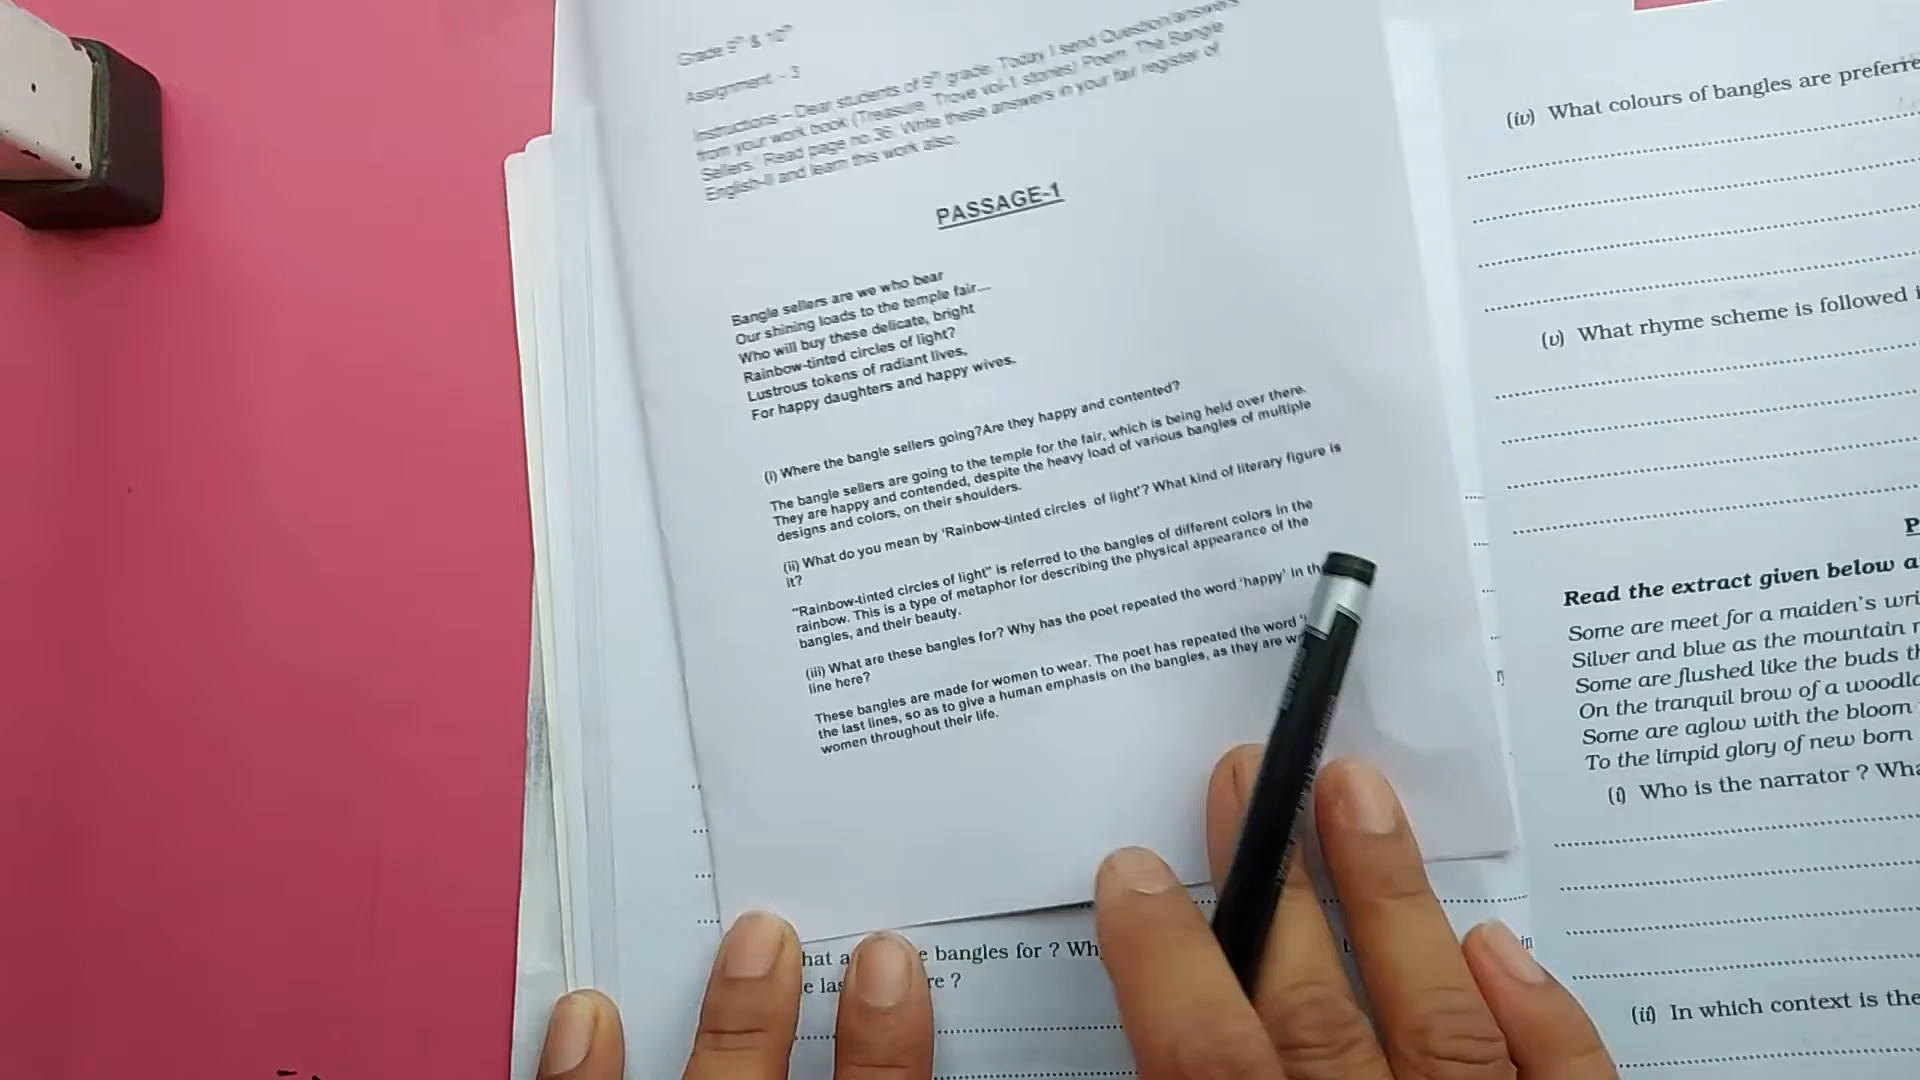 Grade 9th & 10th
Assignment - 3
Instructions – Dear students of 9th grade. Today I send Question answers
from your work book (Treasure Trove vol-1 stories) Poem: The Bangle
Sellers. Read page no.36. Write these answers in your fair register of
English-II and learn this work also.
PASSAGE-1
Bangle sellers are we who bear
Our shining loads to the temple fair....
Who will buy these delicate, bright
Rainbow-tinted circles of light?
Lustrous tokens of radiant lives,
For happy daughters and happy wives.
(i) Where the bangle sellers going?Are they happy and contented?
The bangle sellers are going to the temple for the fair, which is being held over there.
They are happy and contended, despite the heavy load of various bangles of multiple
designs and colors, on their shoulders.
(ii) What do you mean by 'Rainbow-tinted circles of light'? What kind of literary figure is
it?
"Rainbow-tinted circles of light" is referred to the bangles of different colors in the
rainbow. This is a type of metaphor for describing the physical appearance of the
bangles, and their beauty.
(iii) What are these bangles for? Why has the poet repeated the word 'happy' in th
line here?
These bangles are made for women to wear. The poet has repeated the word
the last lines, so as to give a human emphasis on the bangles, as they are w
women throughout their life.
hat a e bangles for ? Wh
e las re ?
in
(iv) What colours of bangles are preferre
(v) What rhyme scheme is followed i
P
Read the extract given below a
Some are meet for a maiden's wri
Silver and blue as the mountain m
Some are flushed like the buds th
On the tranquil brow of a woodla
Some are aglow with the bloom
To the limpid glory of new born
(i) Who is the narrator ? Wha
(ii) In which context is the